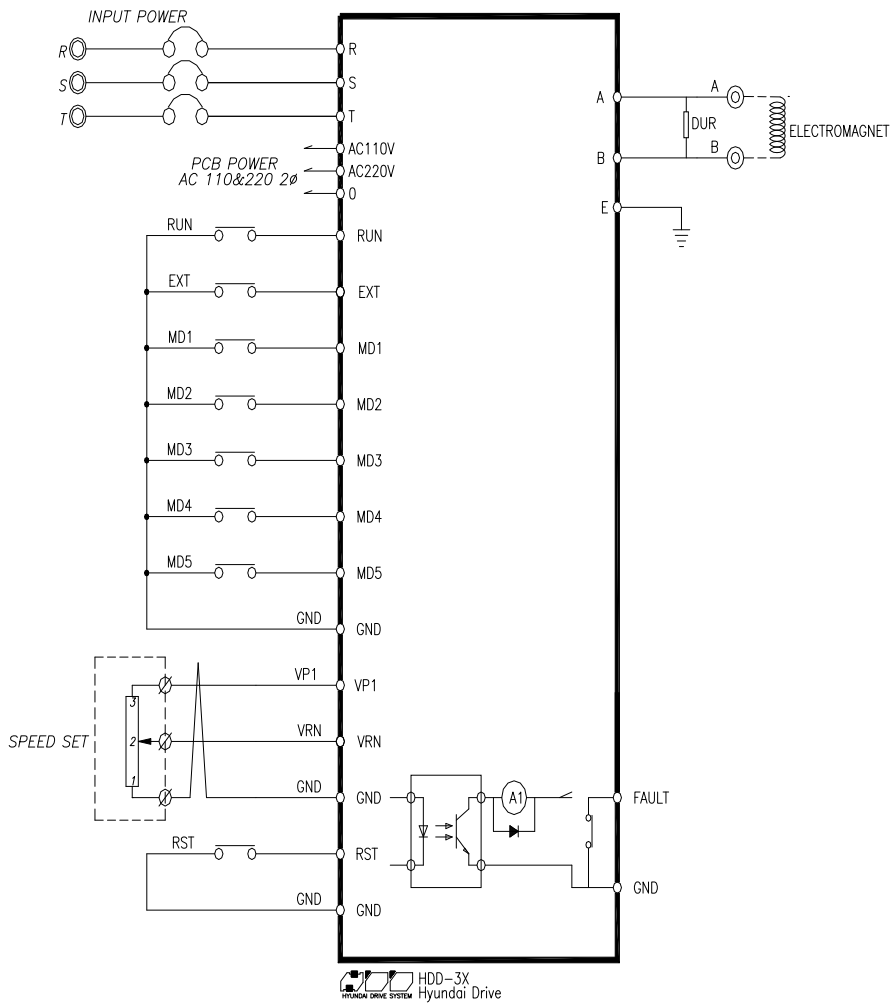 INPUT POWER
R R
S S
T T
AC110V
PCB POWER
AC 110&220 2ø
AC220V
0
A A
DUR
ELECTROMAGNET
B B
E
RUN RUN
EXT EXT
MD1 MD1
MD2 MD2
MD3 MD3
MD4 MD4
MD5 MD5
GND GND
VP1 VP1
3
SPEED SET
2
VRN VRN
1
GND GND
A1
FAULT
RST RST
GND
GND GND
HYUNDAI DRIVE SYSTEM
HDD-3X
Hyundai Drive